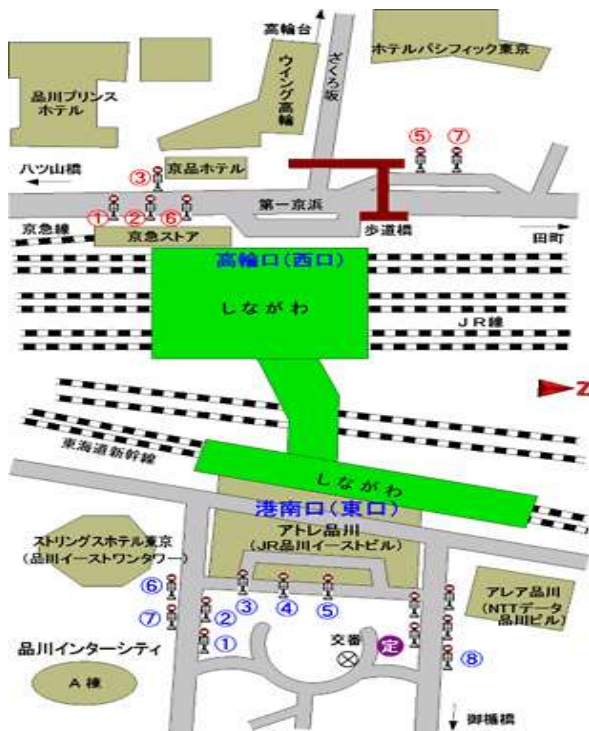 高輪台
ホテルパシフィック東京
ウイング高輪
ざくろ坂
品川プリンス
ホテル
⑤
⑦
八ツ山橋
③
京品ホテル
第一京浜
①
②
⑥
京急線
京急ストア
歩道橋
田町
高輪口(西口)
しながわ
JR線
Z
東海道新幹線
しながわ
港南口(東口)
アトレ品川
(JR品川イーストビル)
ストリングスホテル東京
(品川イーストワンタワー)
⑥
③
④
⑤
アレア品川
(NTTデータ
品川ビル)
⑦
②
①
交番
定
⑧
品川インターシティ
A棟
御楯橋